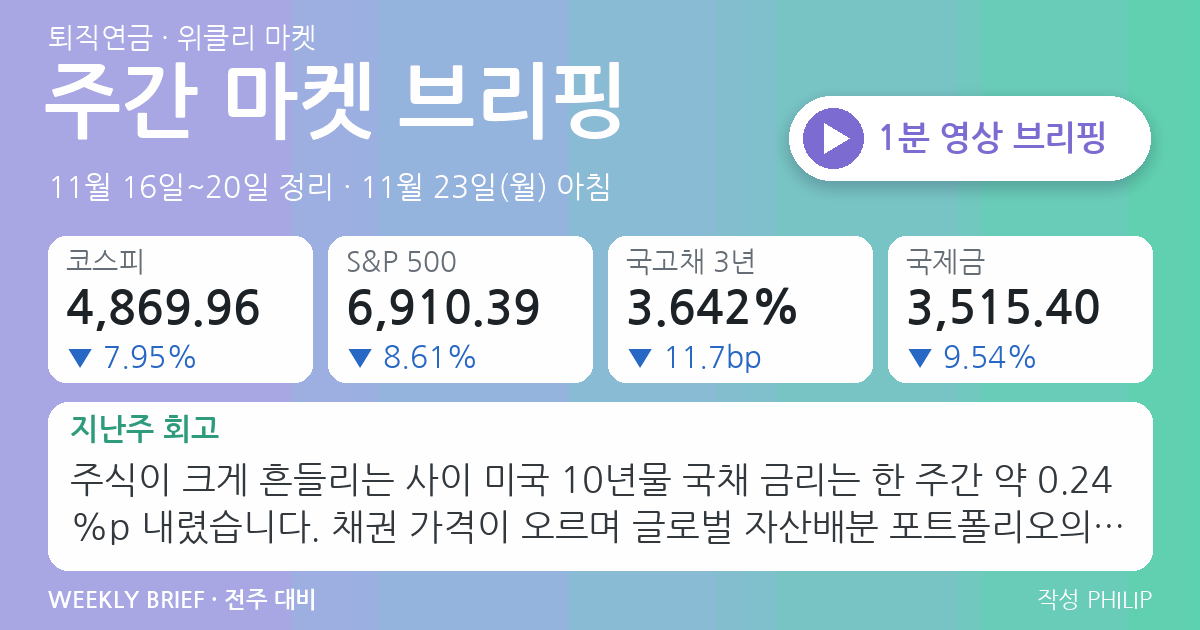 퇴직연금 · 위클리 마켓
주간 마켓 브리핑
1분 영상 브리핑
11월 16일~20일 정리 · 11월 23일(월) 아침
코스피
4,869.96
▼ 7.95%
S&P 500
6,910.39
▼ 8.61%
국고채 3년
3.642%
▼ 11.7bp
국제금
3,515.40
▼ 9.54%
지난주 회고
주식이 크게 흔들리는 사이 미국 10년물 국채 금리는 한 주간 약 0.24
%p 내렸습니다. 채권 가격이 오르며 글로벌 자산배분 포트폴리오의…
WEEKLY BRIEF · 전주 대비
작성 PHILIP